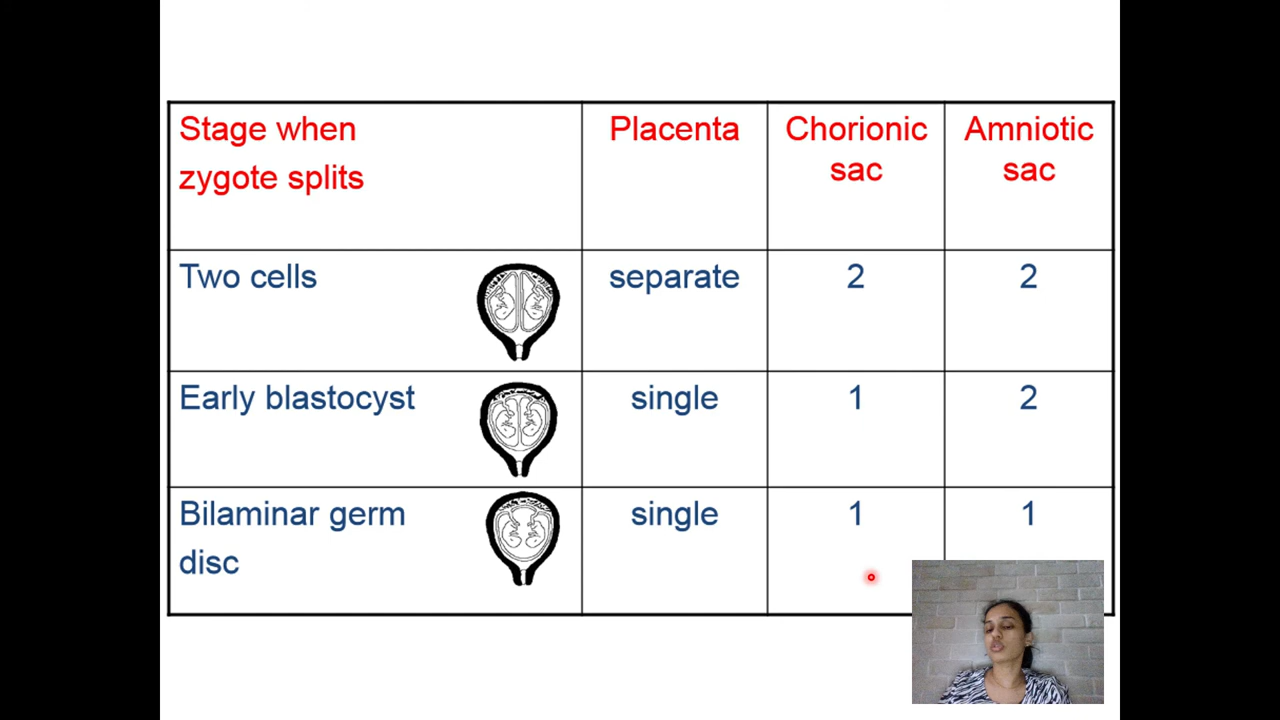 Stage when
zygote splits
Placenta
Chorionic
sac
Amniotic
sac
Two cells
separate
2
2
Early blastocyst
single
1
2
Bilaminar germ
disc
single
1
1